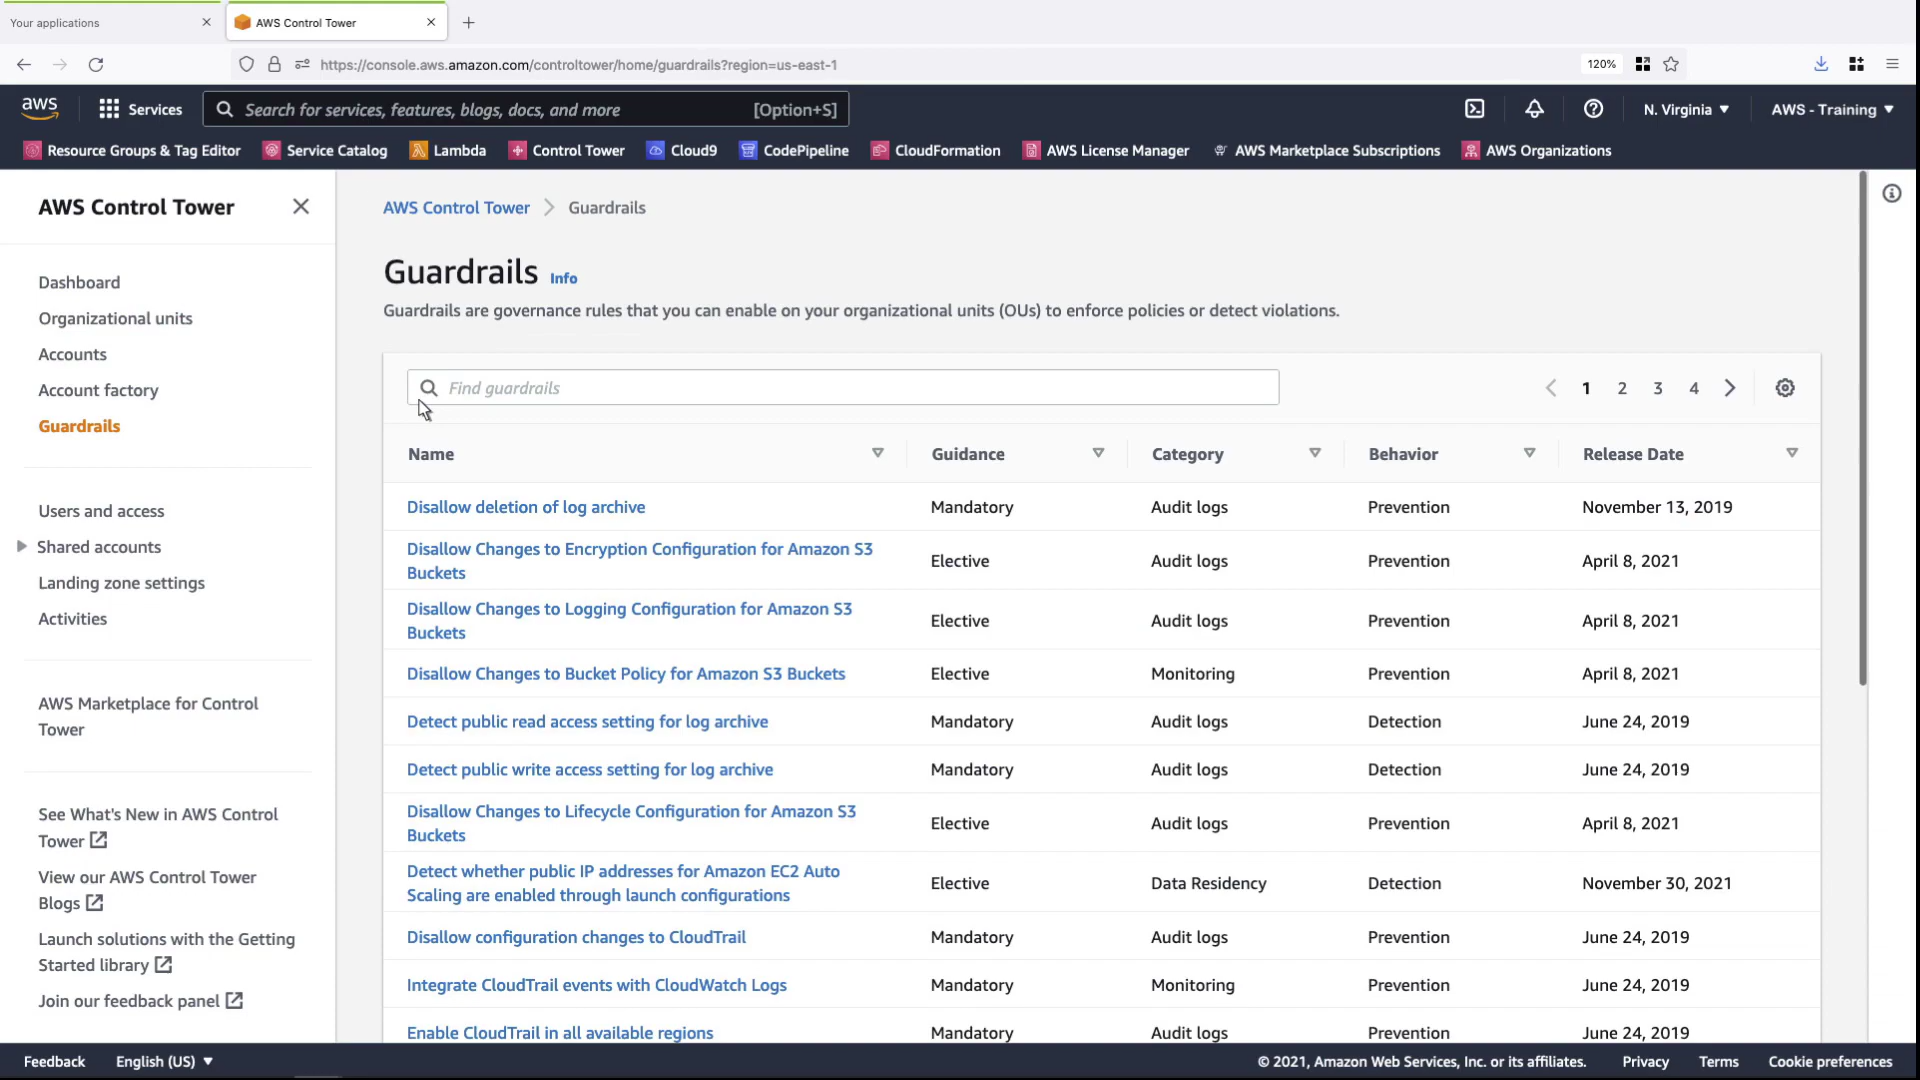 Your applications
AWS Control Tower
https://console.aws.amazon.com/controltower/home/guardrails?region=us-east-1
120%
aws
Services
Search for services, features, blogs, docs, and more
[Option+S]
N. Virginia
AWS - Training
Resource Groups & Tag Editor
Service Catalog
Lambda
Control Tower
Cloud9
CodePipeline
CloudFormation
AWS License Manager
AWS Marketplace Subscriptions
AWS Organizations
AWS Control Tower
Dashboard
Organizational units
Accounts
Account factory
Guardrails
Users and access
Shared accounts
Landing zone settings
Activities
AWS Marketplace for Control
Tower
See What's New in AWS Control
Tower
View our AWS Control Tower
Blogs
Launch solutions with the Getting
Started library
Join our feedback panel
AWS Control Tower > Guardrails
Guardrails Info
Guardrails are governance rules that you can enable on your organizational units (OUs) to enforce policies or detect violations.
Find guardrails
1 2 3 4
Name Guidance Category Behavior Release Date
Disallow deletion of log archive Mandatory Audit logs Prevention November 13, 2019
Disallow Changes to Encryption Configuration for Amazon S3
Buckets Elective Audit logs Prevention April 8, 2021
Disallow Changes to Logging Configuration for Amazon S3
Buckets Elective Audit logs Prevention April 8, 2021
Disallow Changes to Bucket Policy for Amazon S3 Buckets Elective Monitoring Prevention April 8, 2021
Detect public read access setting for log archive Mandatory Audit logs Detection June 24, 2019
Detect public write access setting for log archive Mandatory Audit logs Detection June 24, 2019
Disallow Changes to Lifecycle Configuration for Amazon S3
Buckets Elective Audit logs Prevention April 8, 2021
Detect whether public IP addresses for Amazon EC2 Auto
Scaling are enabled through launch configurations Elective Data Residency Detection November 30, 2021
Disallow configuration changes to CloudTrail Mandatory Audit logs Prevention June 24, 2019
Integrate CloudTrail events with CloudWatch Logs Mandatory Monitoring Prevention June 24, 2019
Enable CloudTrail in all available regions Mandatory Audit logs Prevention June 24, 2019
Feedback
English (US)
© 2021, Amazon Web Services, Inc. or its affiliates.
Privacy
Terms
Cookie preferences